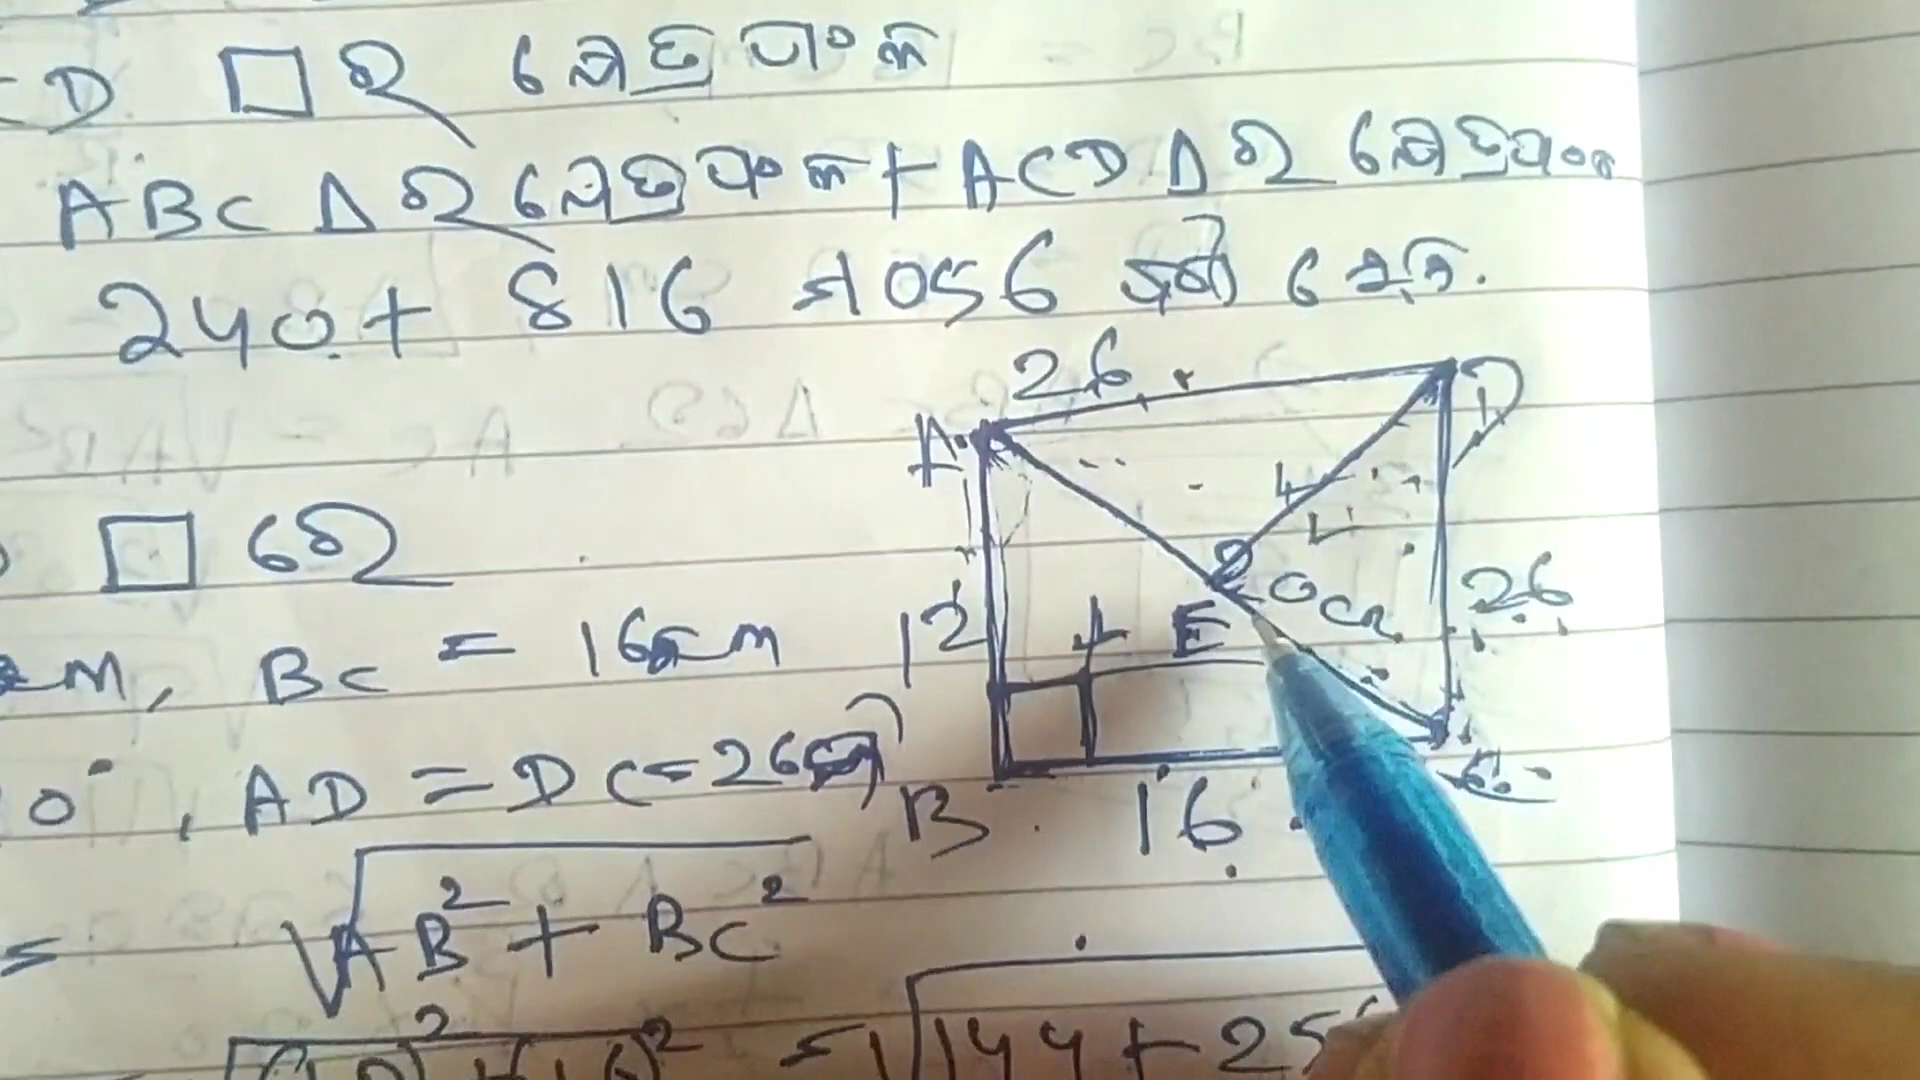 D □ର କ୍ଷେତ୍ରଫଳ
ABC Δ ର କ୍ଷେତ୍ରଫଳ + ACD Δ ର କ୍ଷେତ୍ରଫଳ
240 + 816 = 1056 ବର୍ଗ ସେ.ମି.
26
A D
□ ରେ
12 E 20 26
BC = 16 cm
, AD = DC = 26
B 16
√AB² + BC²
= √144 + 25